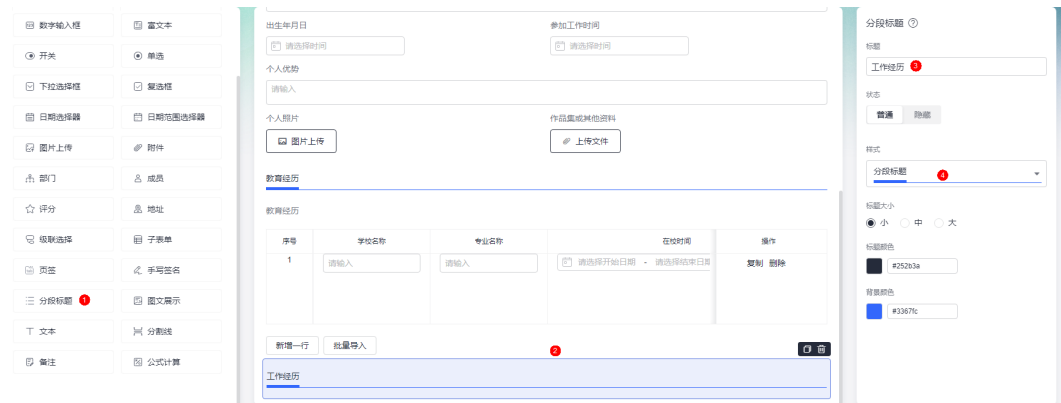 数字输入框
富文本
开关
单选
下拉选择框
复选框
日期选择器
日期范围选择器
图片上传
附件
部门
成员
评分
地址
级联选择
子表单
页签
手写签名
分段标题 1
图文展示
文本
分割线
备注
公式计算
出生年月日
参加工作时间
请选择时间
请选择时间
个人优势
请输入
个人照片
作品集或其他资料
图片上传
上传文件
教育经历
教育经历
序号 学校名称 专业名称 在校时间 操作
1 请输入 请输入 请选择开始日期 - 请选择结束日期 复制 删除
新增一行 批量导入
2
工作经历
分段标题
标题
工作经历 3
状态
普通 隐藏
样式
分段标题 4
标题大小
小 中 大
标题颜色
#252b3a
背景颜色
#3367fc